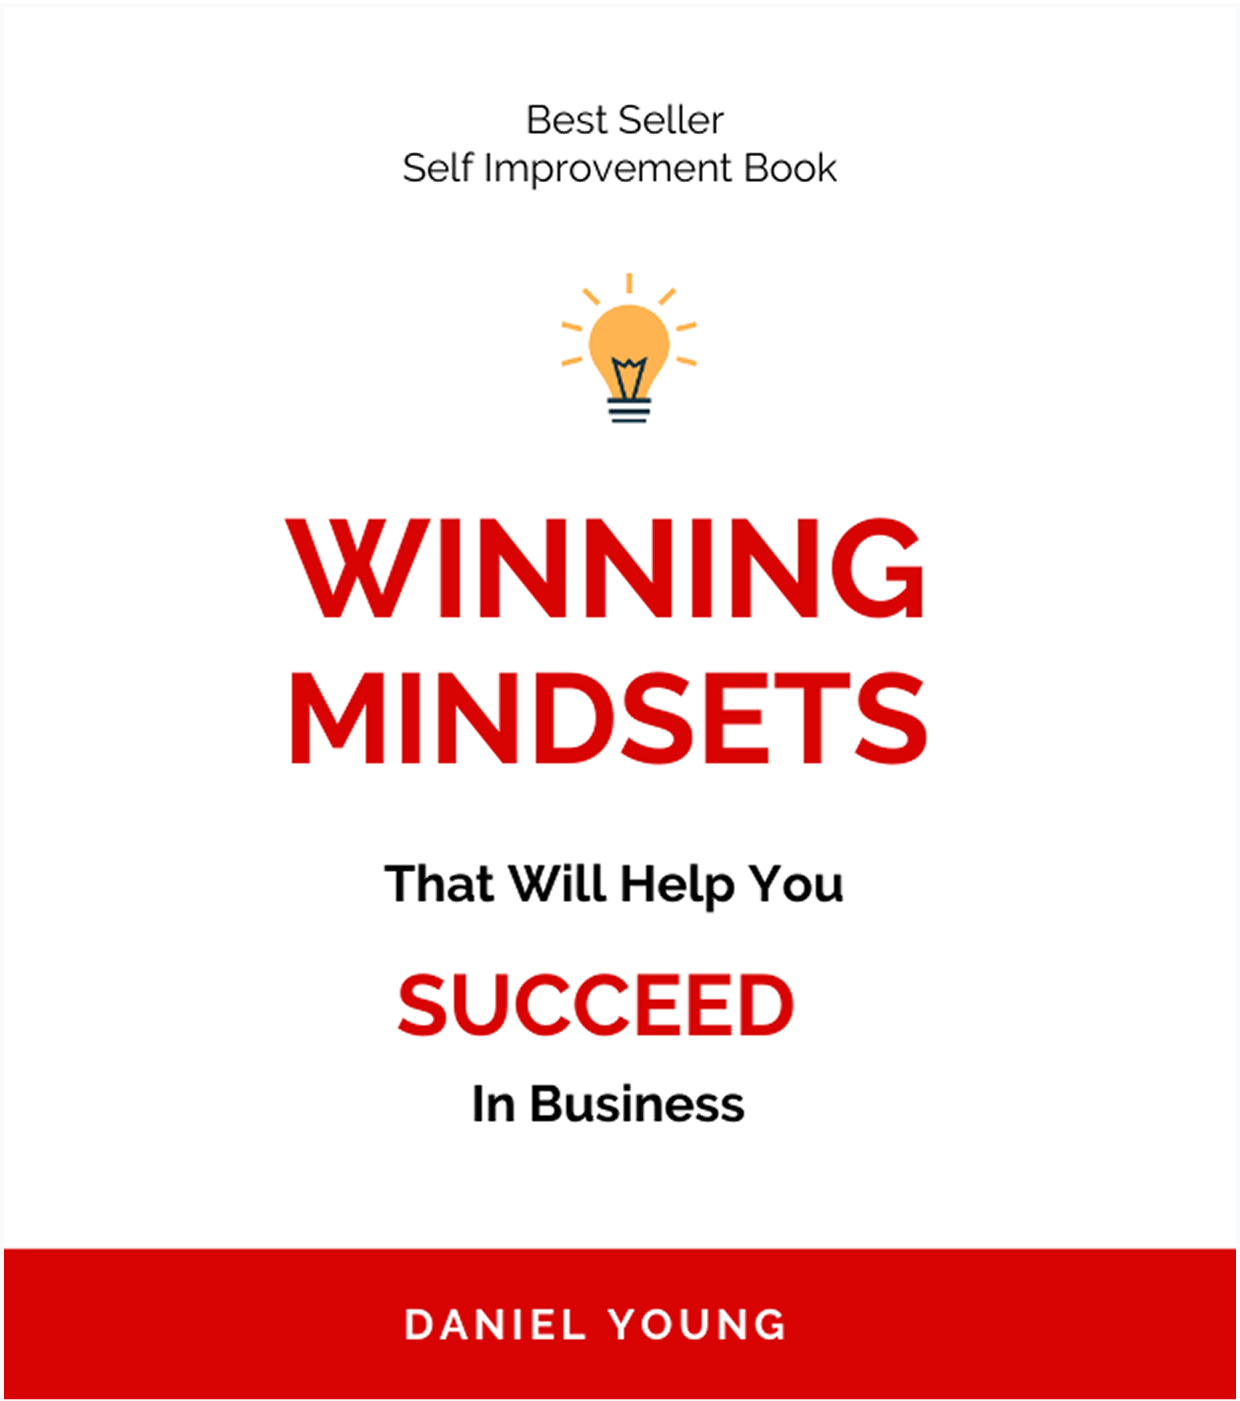 Best Seller
Self Improvement Book
WINNING
MINDSETS
That Will Help You
SUCCEED
In Business
DANIEL YOUNG